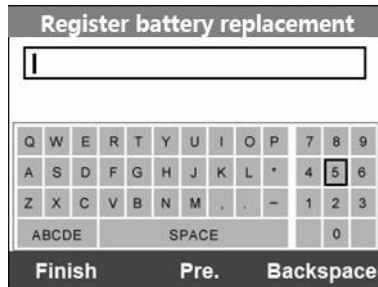 Register battery replacement
Q W E R T Y U I O P 7 8 9
A S D F G H J K L * 4 5 6
Z X C V B N M , . - 1 2 3
ABCDE SPACE 0
Finish Pre. Backspace